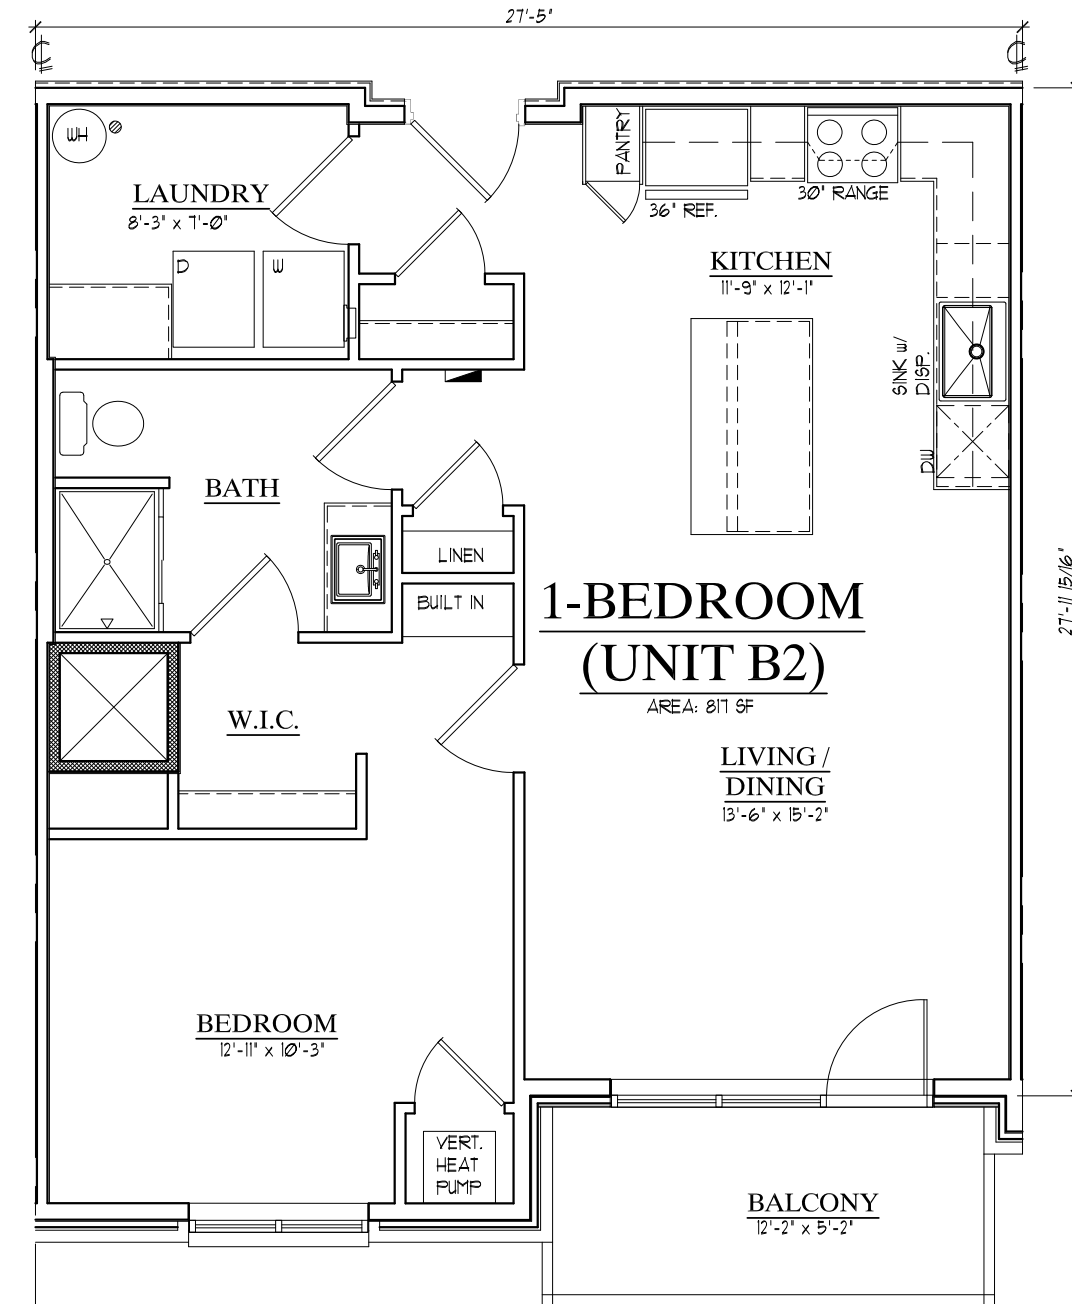 27'-5"
℄ ℄
WH
LAUNDRY
8'-3" x 7'-0"
D W
PANTRY
36" REF.
30" RANGE
KITCHEN
11'-9" x 12'-1"
SINK w/
DISP.
DW
BATH
LINEN
BUILT IN
1-BEDROOM
(UNIT B2)
AREA: 817 SF
27'-11 15/16"
W.I.C.
LIVING /
DINING
13'-6" x 15'-2"
BEDROOM
12'-11" x 10'-3"
VERT.
HEAT
PUMP
BALCONY
12'-2" x 5'-2"